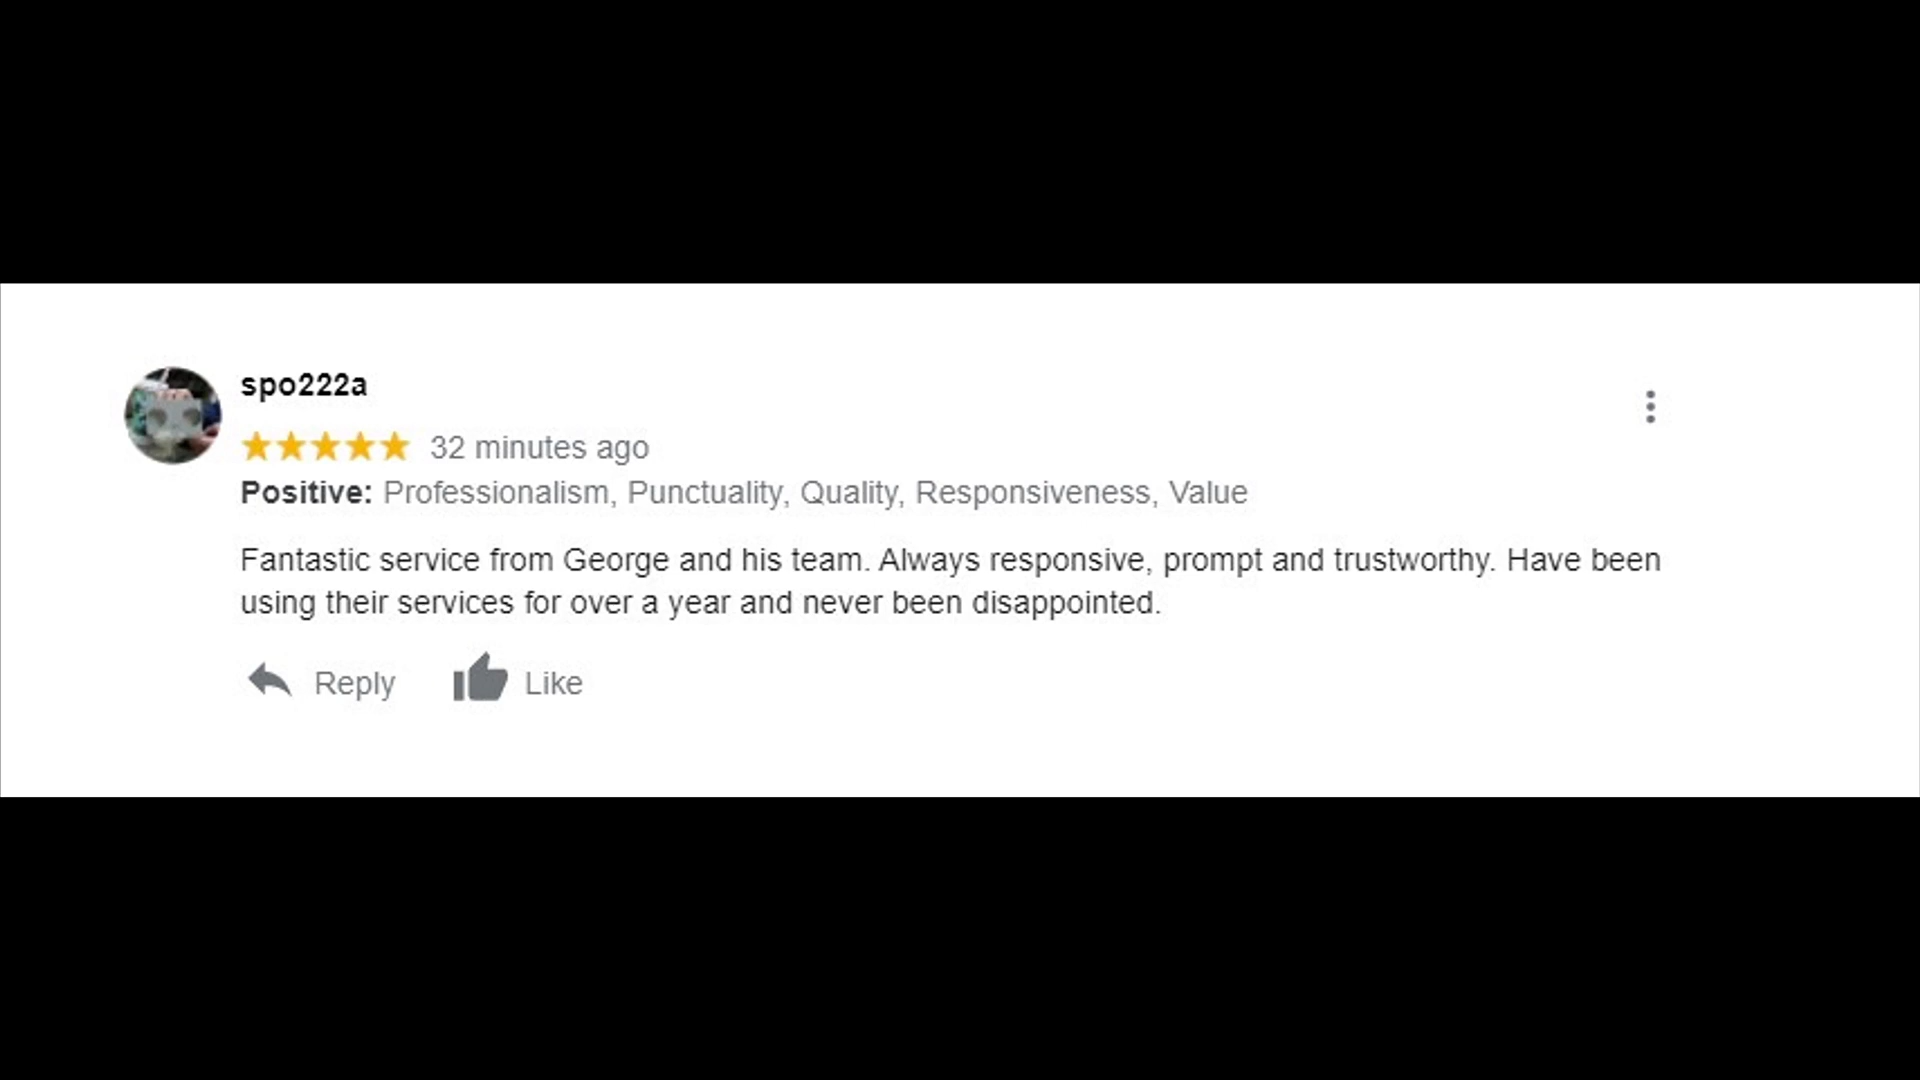 spo222a
32 minutes ago
Positive: Professionalism, Punctuality, Quality, Responsiveness, Value
Fantastic service from George and his team. Always responsive, prompt and trustworthy. Have been
using their services for over a year and never been disappointed.
Reply Like